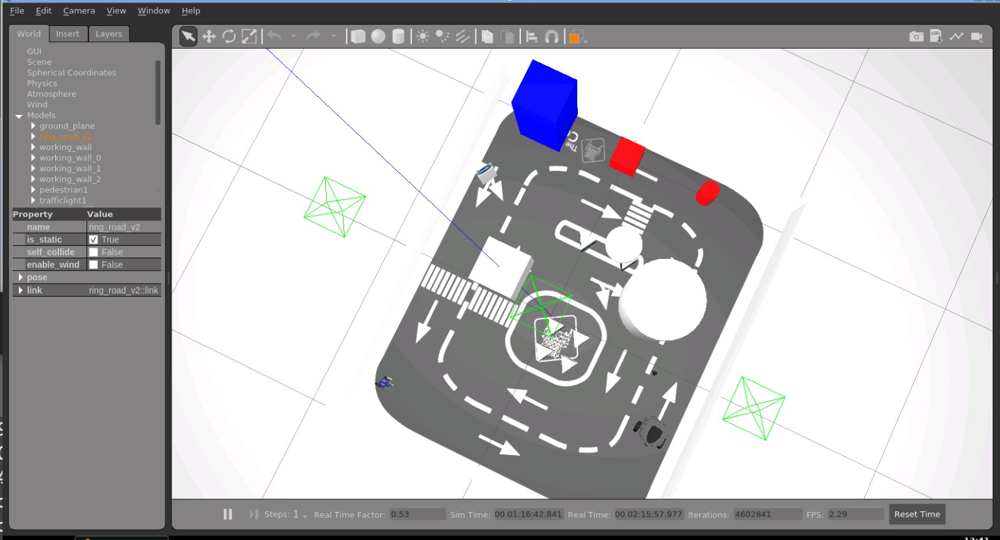 File Edit Camera View Window Help
World Insert Layers
GUI
Scene
Spherical Coordinates
Physics
Atmosphere
Wind
Models
ground_plane
ring_road_v2
working_wall
working_wall_0
working_wall_1
working_wall_2
pedestrian1
trafficlight1
Property Value
name ring_road_v2
is_static True
self_collide False
enable_wind False
pose
link ring_road_v2::link
LOG
The
Steps: 1 Real Time Factor: 0.53 Sim Time: 00 01:16:42.841 Real Time: 00 02:15:57.977 Iterations: 4602841 FPS: 2.29 Reset Time